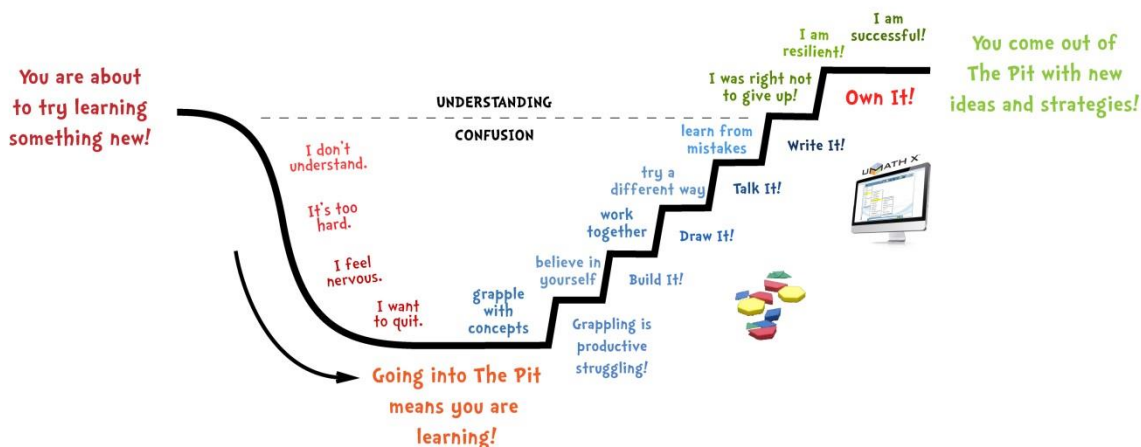 You are about
to try learning
something new!
UNDERSTANDING
CONFUSION
I don't
understand.
It's too
hard.
I feel
nervous.
I want
to quit.
Going into The Pit
means you are
learning!
grapple
with
concepts
Grappling is
productive
struggling!
believe in
yourself
Build It!
work
together
Draw It!
try a
different way
Talk It!
learn from
mistakes
Write It!
I was right not
to give up!
Own It!
I am
resilient!
I am
successful!
You come out of
The Pit with new
ideas and strategies!
uMATH X